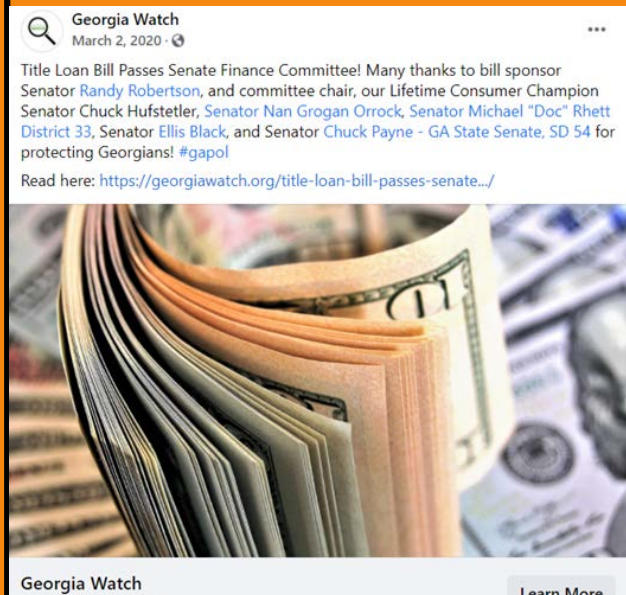 Georgia Watch
March 2, 2020 ·
Title Loan Bill Passes Senate Finance Committee! Many thanks to bill sponsor
Senator Randy Robertson, and committee chair, our Lifetime Consumer Champion
Senator Chuck Hufstetler, Senator Nan Grogan Orrock, Senator Michael "Doc" Rhett
District 33, Senator Ellis Black, and Senator Chuck Payne - GA State Senate, SD 54 for
protecting Georgians! #gapol
Read here: https://georgiawatch.org/title-loan-bill-passes-senate.../
Georgia Watch
Learn More